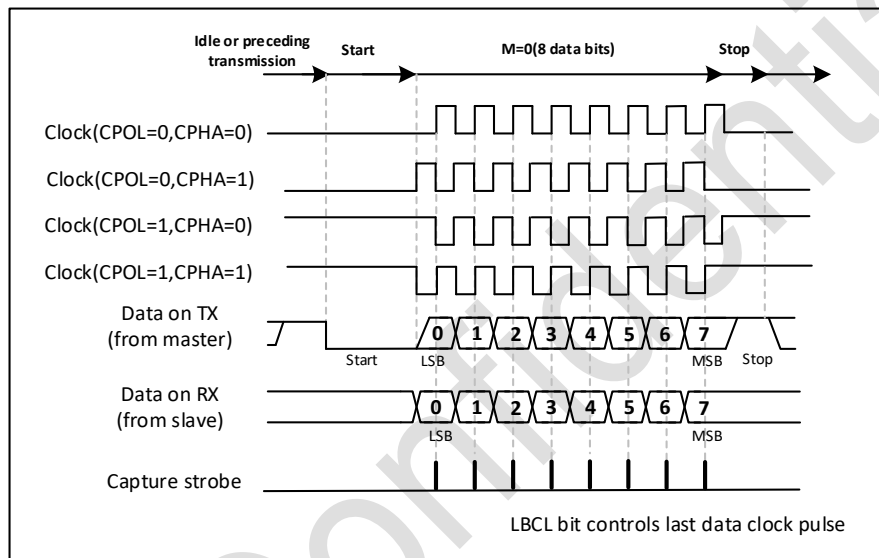 Idle or preceding
transmission
Start
M=0(8 data bits)
Stop
Clock(CPOL=0,CPHA=0)
Clock(CPOL=0,CPHA=1)
Clock(CPOL=1,CPHA=0)
Clock(CPOL=1,CPHA=1)
Data on TX
(from master)
0 1 2 3 4 5 6 7
Start
LSB
MSB
Stop
Data on RX
(from slave)
0 1 2 3 4 5 6 7
LSB
MSB
Capture strobe
LBCL bit controls last data clock pulse
Confidenti